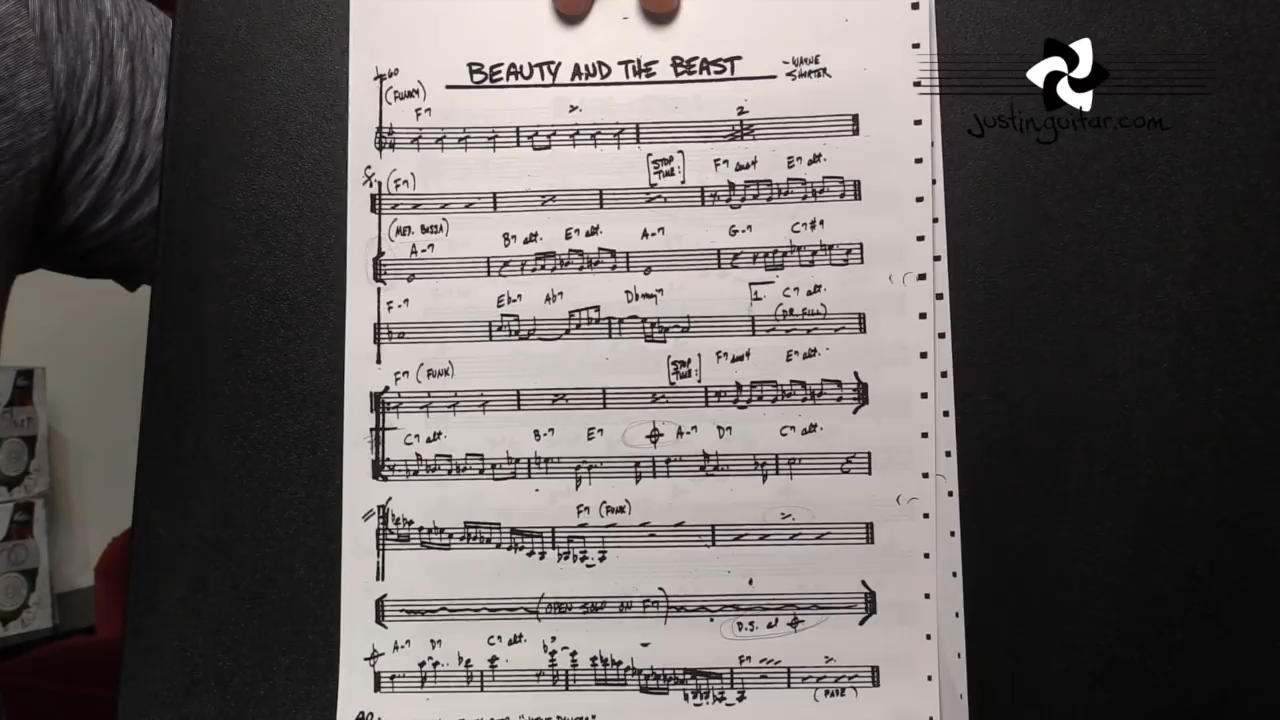 BEAUTY AND THE BEAST
- WAYNE SHORTER
(FUNKY)
F7
2
[STOP TIME:] F7 sus4 E7 alt.
(F7)
(MED. BOSSA)
A-7 B7 alt. E7 alt. A-7 G-7 C7#9
F-7 Eb-7 Ab7 Dbmaj7 1. C7 alt.
(DR. FILL)
F7 (FUNK) [STOP TIME:] F7 sus4 E7 alt.
C7 alt. B-7 E7 A-7 D7 C7 alt.
F7 (FUNK)
(OPEN SOLO ON F7)
D.S. al
A-7 D7 C7 alt. F7
(FADE)
justinguitar.com